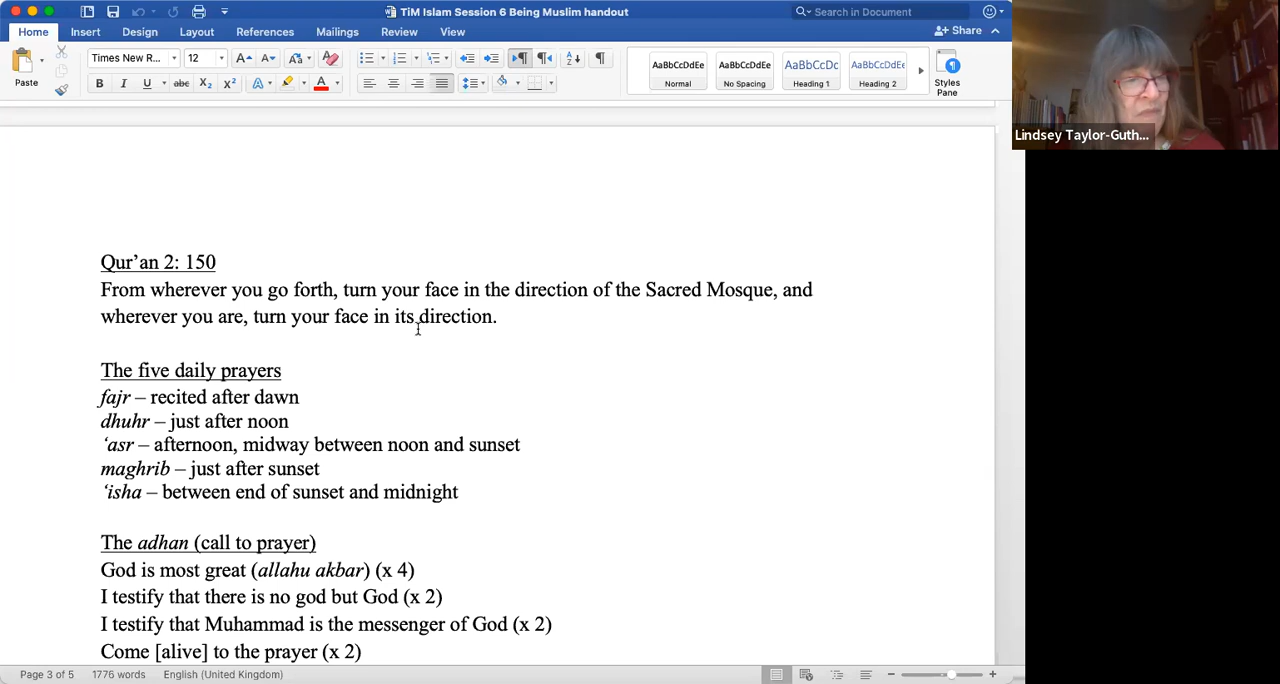 TiM Islam Session 6 Being Muslim handout
Search in Document
Home Insert Design Layout References Mailings Review View
Share
Paste
Times New R... 12
AaBbCcDdEe AaBbCcDdEe AaBbCcDc AaBbCcDdEe
Normal No Spacing Heading 1 Heading 2
Styles
Pane
Lindsey Taylor-Guth...
Qur’an 2: 150
From wherever you go forth, turn your face in the direction of the Sacred Mosque, and
wherever you are, turn your face in its direction.
The five daily prayers
fajr – recited after dawn
dhuhr – just after noon
‘asr – afternoon, midway between noon and sunset
maghrib – just after sunset
‘isha – between end of sunset and midnight
The adhan (call to prayer)
God is most great (allahu akbar) (x 4)
I testify that there is no god but God (x 2)
I testify that Muhammad is the messenger of God (x 2)
Come [alive] to the prayer (x 2)
Page 3 of 5 1776 words English (United Kingdom)